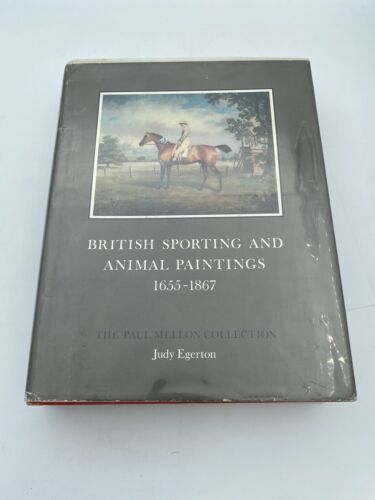 BRITISH SPORTING AND
ANIMAL PAINTINGS
1655-1867
THE PAUL MELLON COLLECTION
Judy Egerton